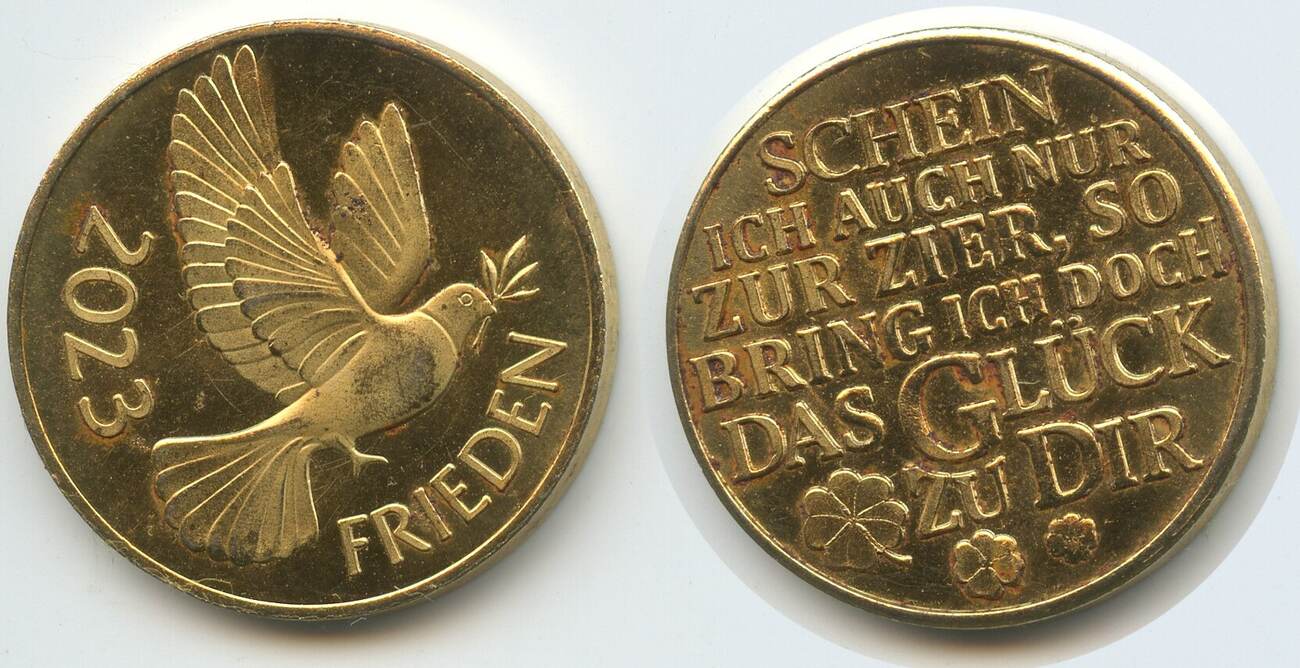 2023
FRIEDEN
SCHEIN
ICH AUCH NUR
ZUR ZIER, SO
BRING ICH DOCH
DAS GLÜCK
ZU DIR